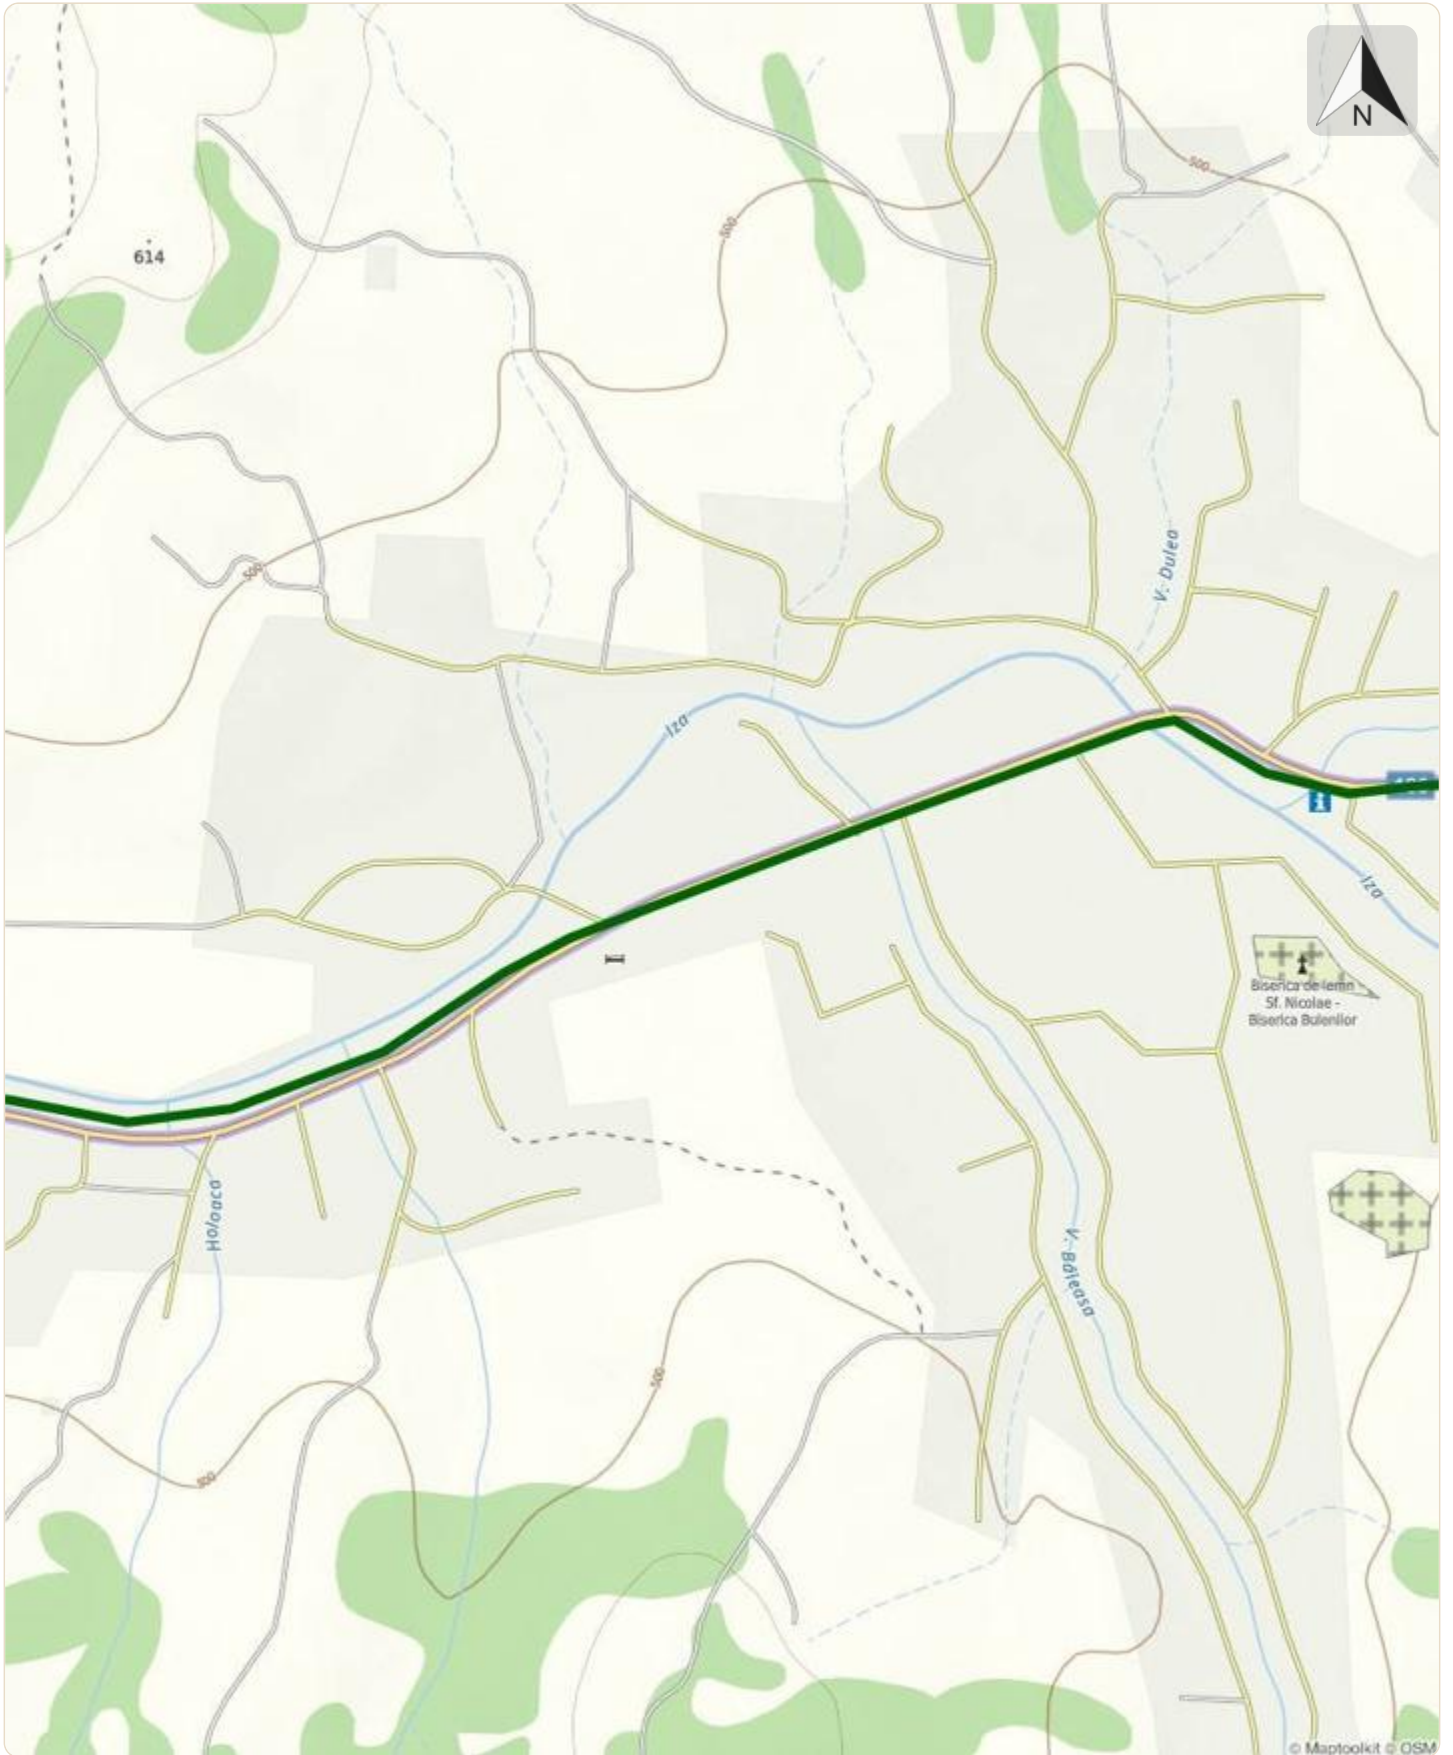 N
500
500
614
500
V. Dulea
Iza
Iza
Biserica de lemn
Sf. Nicolae -
Biserica Bulenilor
Holoaca
V. Băleasa
500
500
© Maptoolkit © OSM